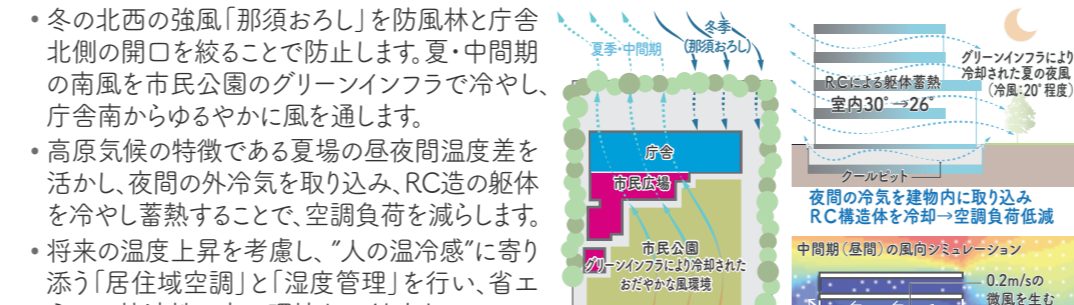 • 冬の北西の強風「那須おろし」を防風林と庁舎
北側の開口を絞ることで防止します。夏・中間期
の南風を市民公園のグリーンインフラで冷やし、
庁舎南からゆるやかに風を通します。
• 高原気候の特徴である夏場の昼夜間温度差を
活かし、夜間の外冷気を取り込み、RC造の躯体
を冷やし蓄熱することで、空調負荷を減らします。
• 将来の温度上昇を考慮し、”人の温冷感”に寄り
添う「居住域空調」と「湿度管理」を行い、省エ
夏季・中間期
冬季
(那須おろし)
庁舎
市民広場
市民公園
グリーンインフラにより冷却された
おだやかな風環境
RCによる躯体蓄熱
室内30°→26°
グリーンインフラにより
冷却された夏の夜風
(冷風:20°程度)
クールピット
夜間の冷気を建物内に取り込み
RC構造体を冷却→空調負荷低減
中間期(昼間)の風向シミュレーション
0.2m/sの
微風を生む